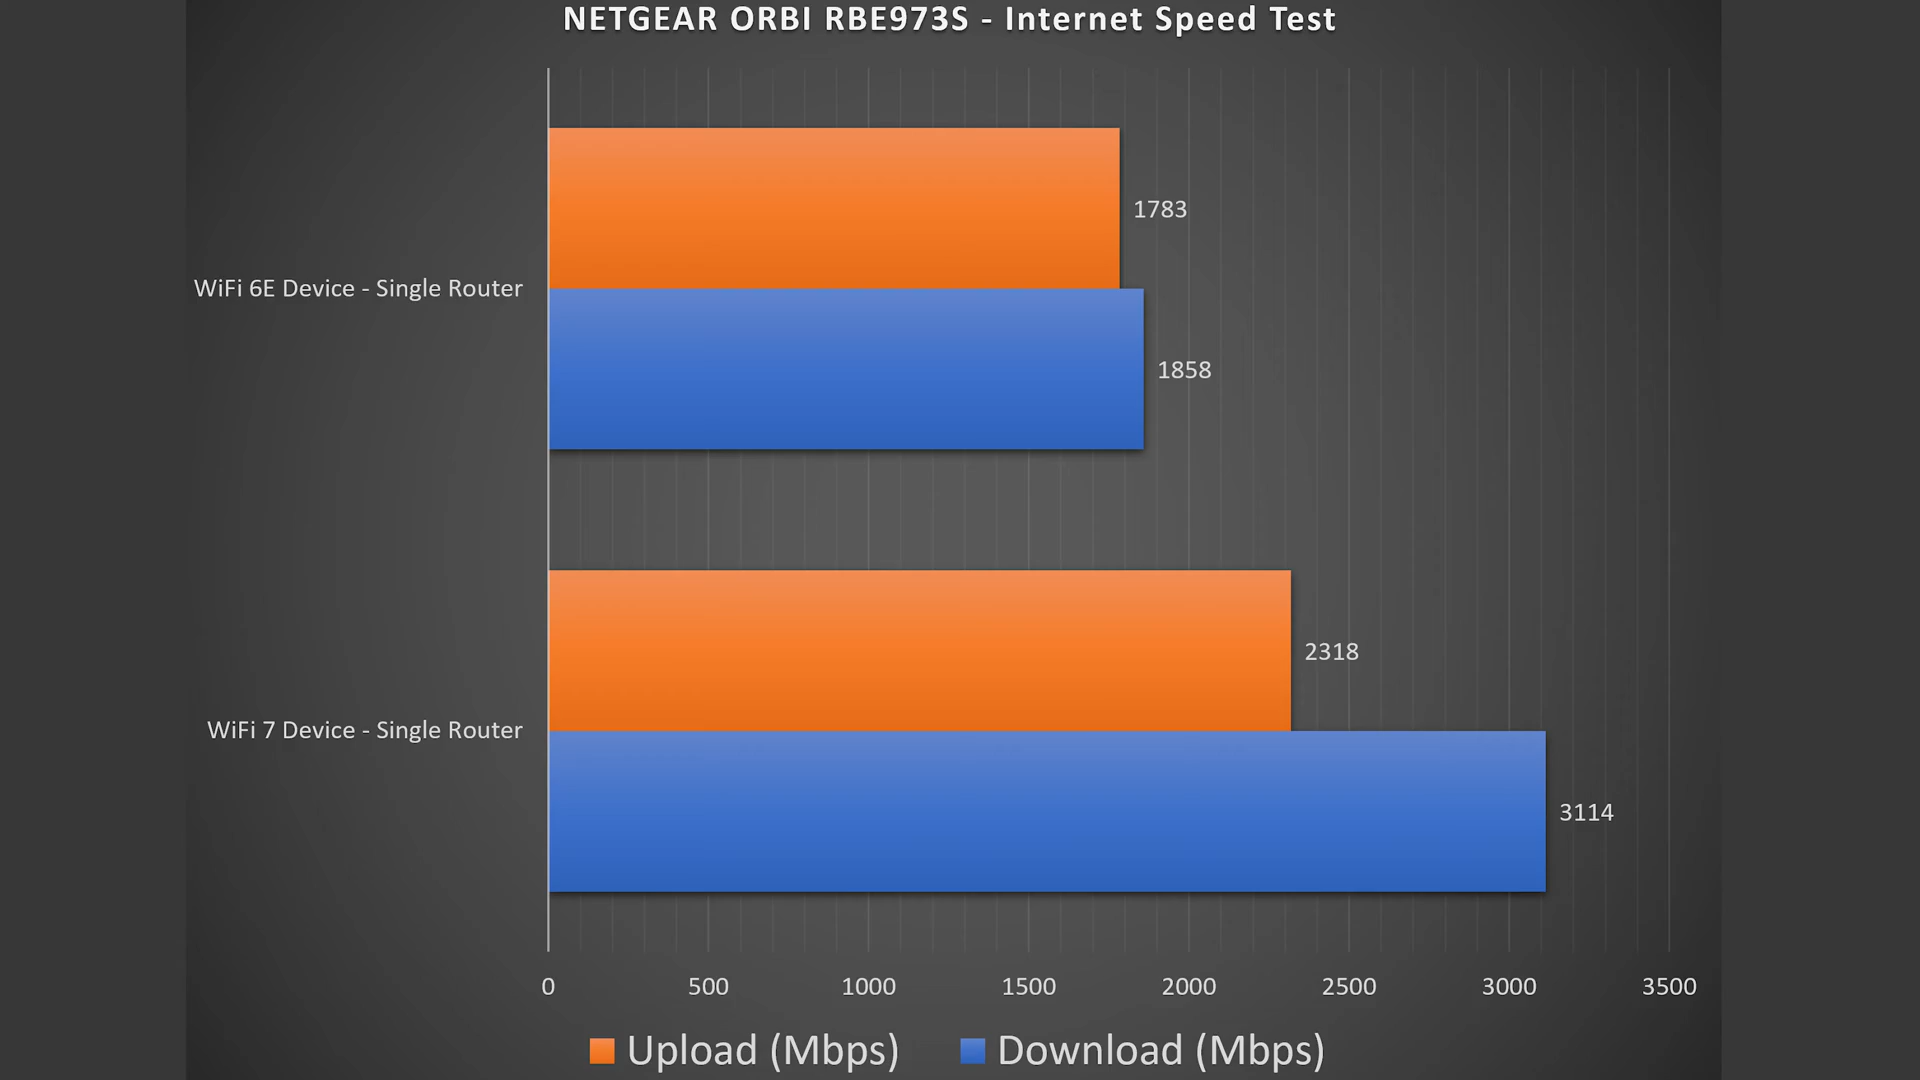 NETGEAR ORBI RBE973S - Internet Speed Test
1783
WiFi 6E Device - Single Router
1858
2318
WiFi 7 Device - Single Router
3114
0 500 1000 1500 2000 2500 3000 3500
Upload (Mbps) Download (Mbps)